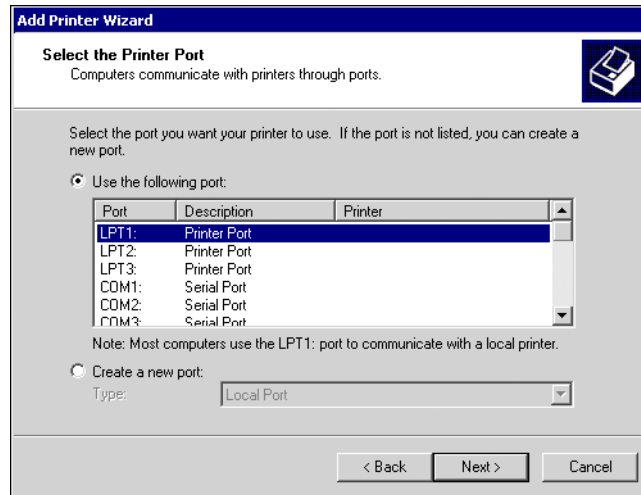 Add Printer Wizard
Select the Printer Port
Computers communicate with printers through ports.
Select the port you want your printer to use. If the port is not listed, you can create a
new port.
Use the following port:
Port Description Printer
LPT1: Printer Port
LPT2: Printer Port
LPT3: Printer Port
COM1: Serial Port
COM2: Serial Port
COM3: Serial Port
Note: Most computers use the LPT1: port to communicate with a local printer.
Create a new port:
Type: Local Port
< Back Next > Cancel